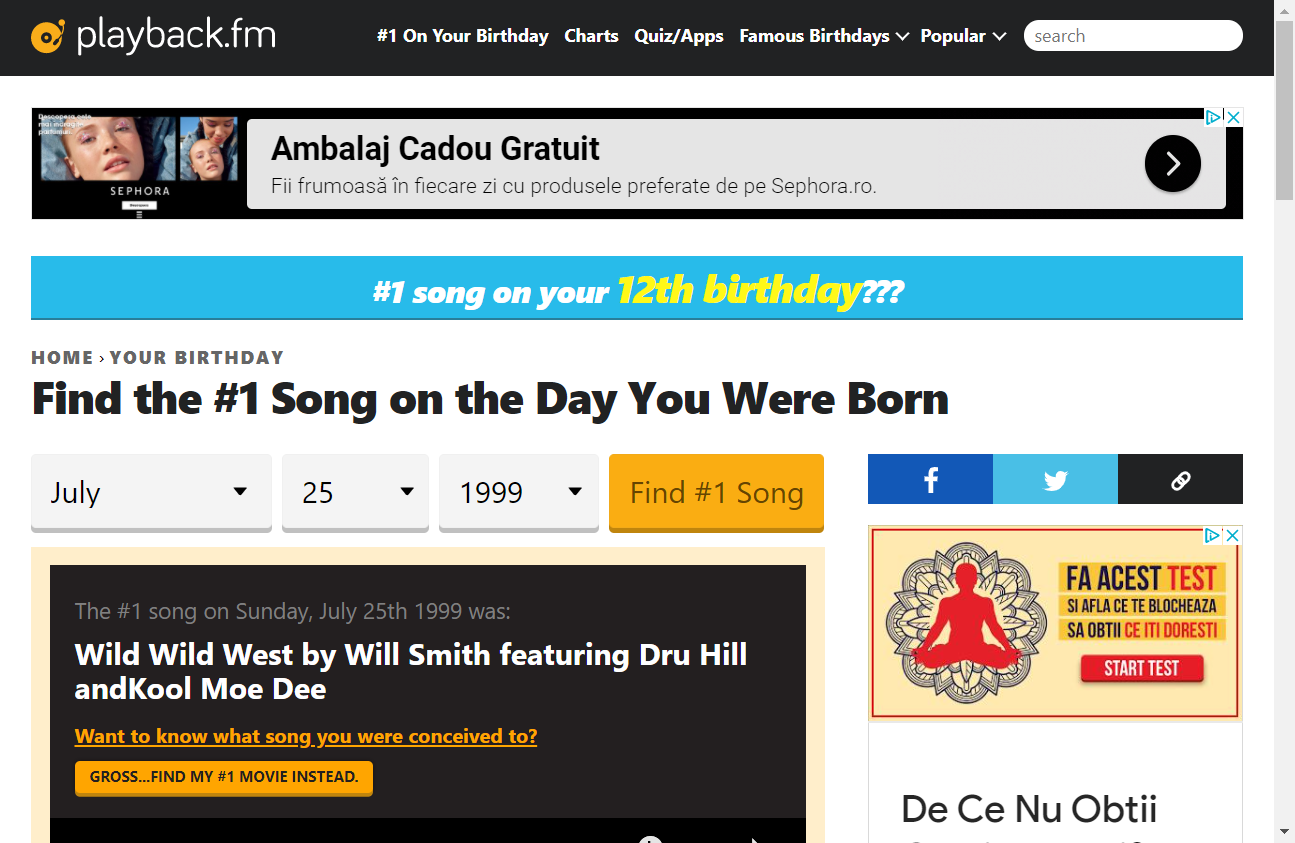 playback.fm
#1 On Your Birthday Charts Quiz/Apps Famous Birthdays Popular search
SEPHORA
Ambalaj Cadou Gratuit
Fii frumoasă în fiecare zi cu produsele preferate de pe Sephora.ro.
#1 song on your 12th birthday???
HOME › YOUR BIRTHDAY
Find the #1 Song on the Day You Were Born
July 25 1999 Find #1 Song
The #1 song on Sunday, July 25th 1999 was:
Wild Wild West by Will Smith featuring Dru Hill
andKool Moe Dee
Want to know what song you were conceived to?
GROSS...FIND MY #1 MOVIE INSTEAD.
FA ACEST TEST
SI AFLA CE TE BLOCHEAZA
SA OBTII CE ITI DORESTI
START TEST
De Ce Nu Obtii